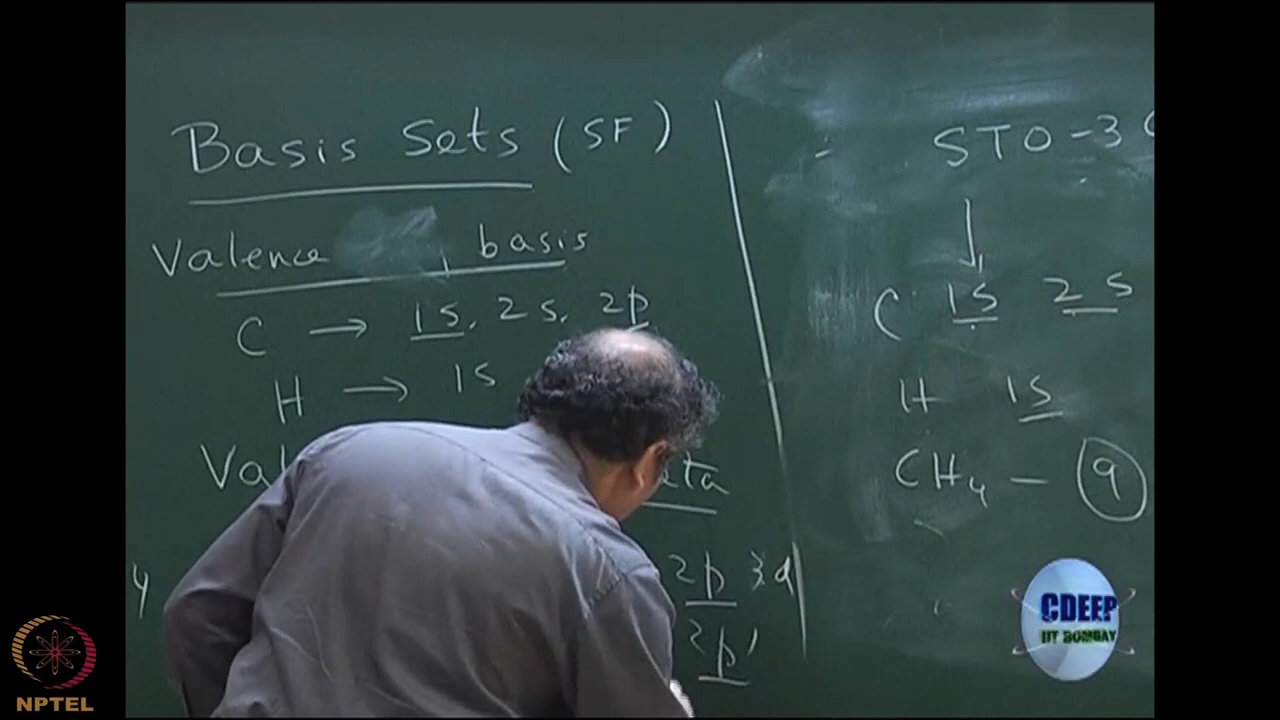 Basis Sets (SF)
Valence basis
C → 1s, 2s, 2p
H → 1s
2p 3d
2p'
STO-3
C 1s 2s
H 1s
CH4 — 9
CDEEP
IIT BOMBAY
NPTEL